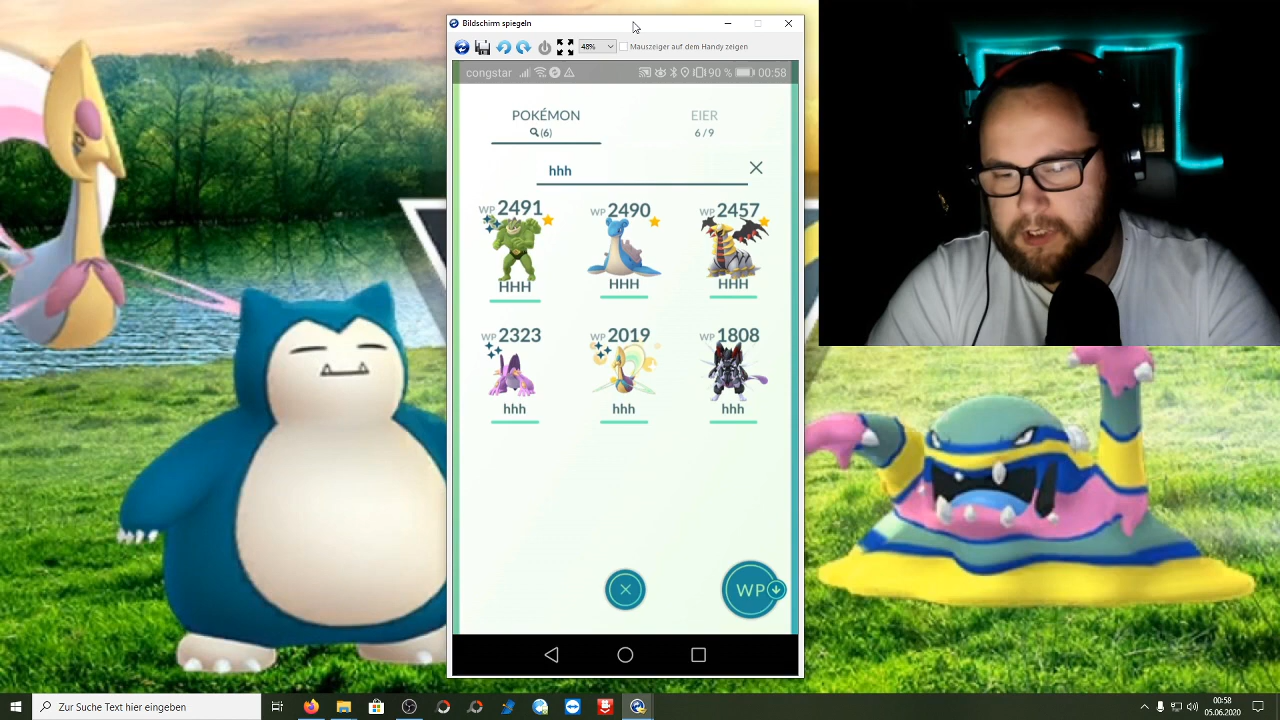 Bildschirm spiegeln
48%
Mauszeiger auf dem Handy zeigen
congstar
90 %
00:58
POKÉMON
(6)
EIER
6 / 9
hhh
WP 2491
WP 2490
WP 2457
HHH
HHH
HHH
WP 2323
WP 2019
WP 1808
hhh
hhh
hhh
WP
Zur Suche Text hier eingeben
00:58
05.06.2020